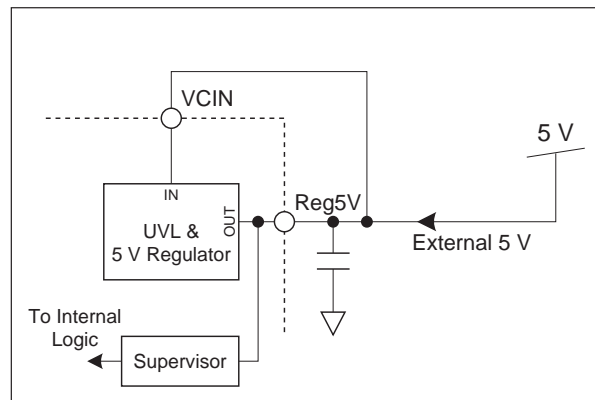 VCIN
5 V
IN
Reg5V
OUT
UVL &
5 V Regulator
External 5 V
To Internal
Logic
Supervisor